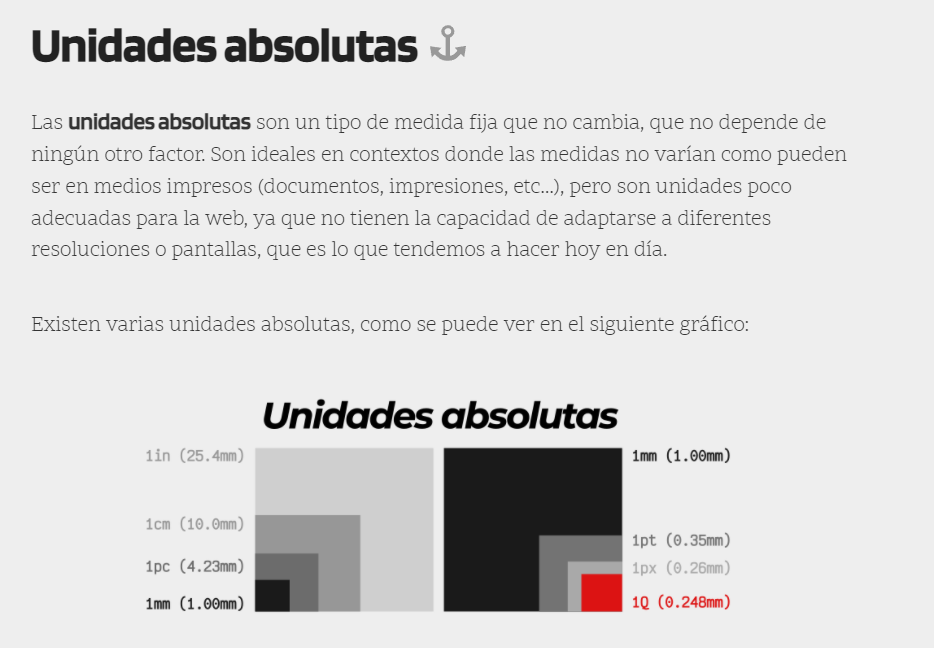 Unidades absolutas
Las unidades absolutas son un tipo de medida fija que no cambia, que no depende de
ningún otro factor. Son ideales en contextos donde las medidas no varían como pueden
ser en medios impresos (documentos, impresiones, etc...), pero son unidades poco
adecuadas para la web, ya que no tienen la capacidad de adaptarse a diferentes
resoluciones o pantallas, que es lo que tendemos a hacer hoy en día.
Existen varias unidades absolutas, como se puede ver en el siguiente gráfico:
Unidades absolutas
1in (25.4mm)
1cm (10.0mm)
1pc (4.23mm)
1mm (1.00mm)
1mm (1.00mm)
1pt (0.35mm)
1px (0.26mm)
1Q (0.248mm)